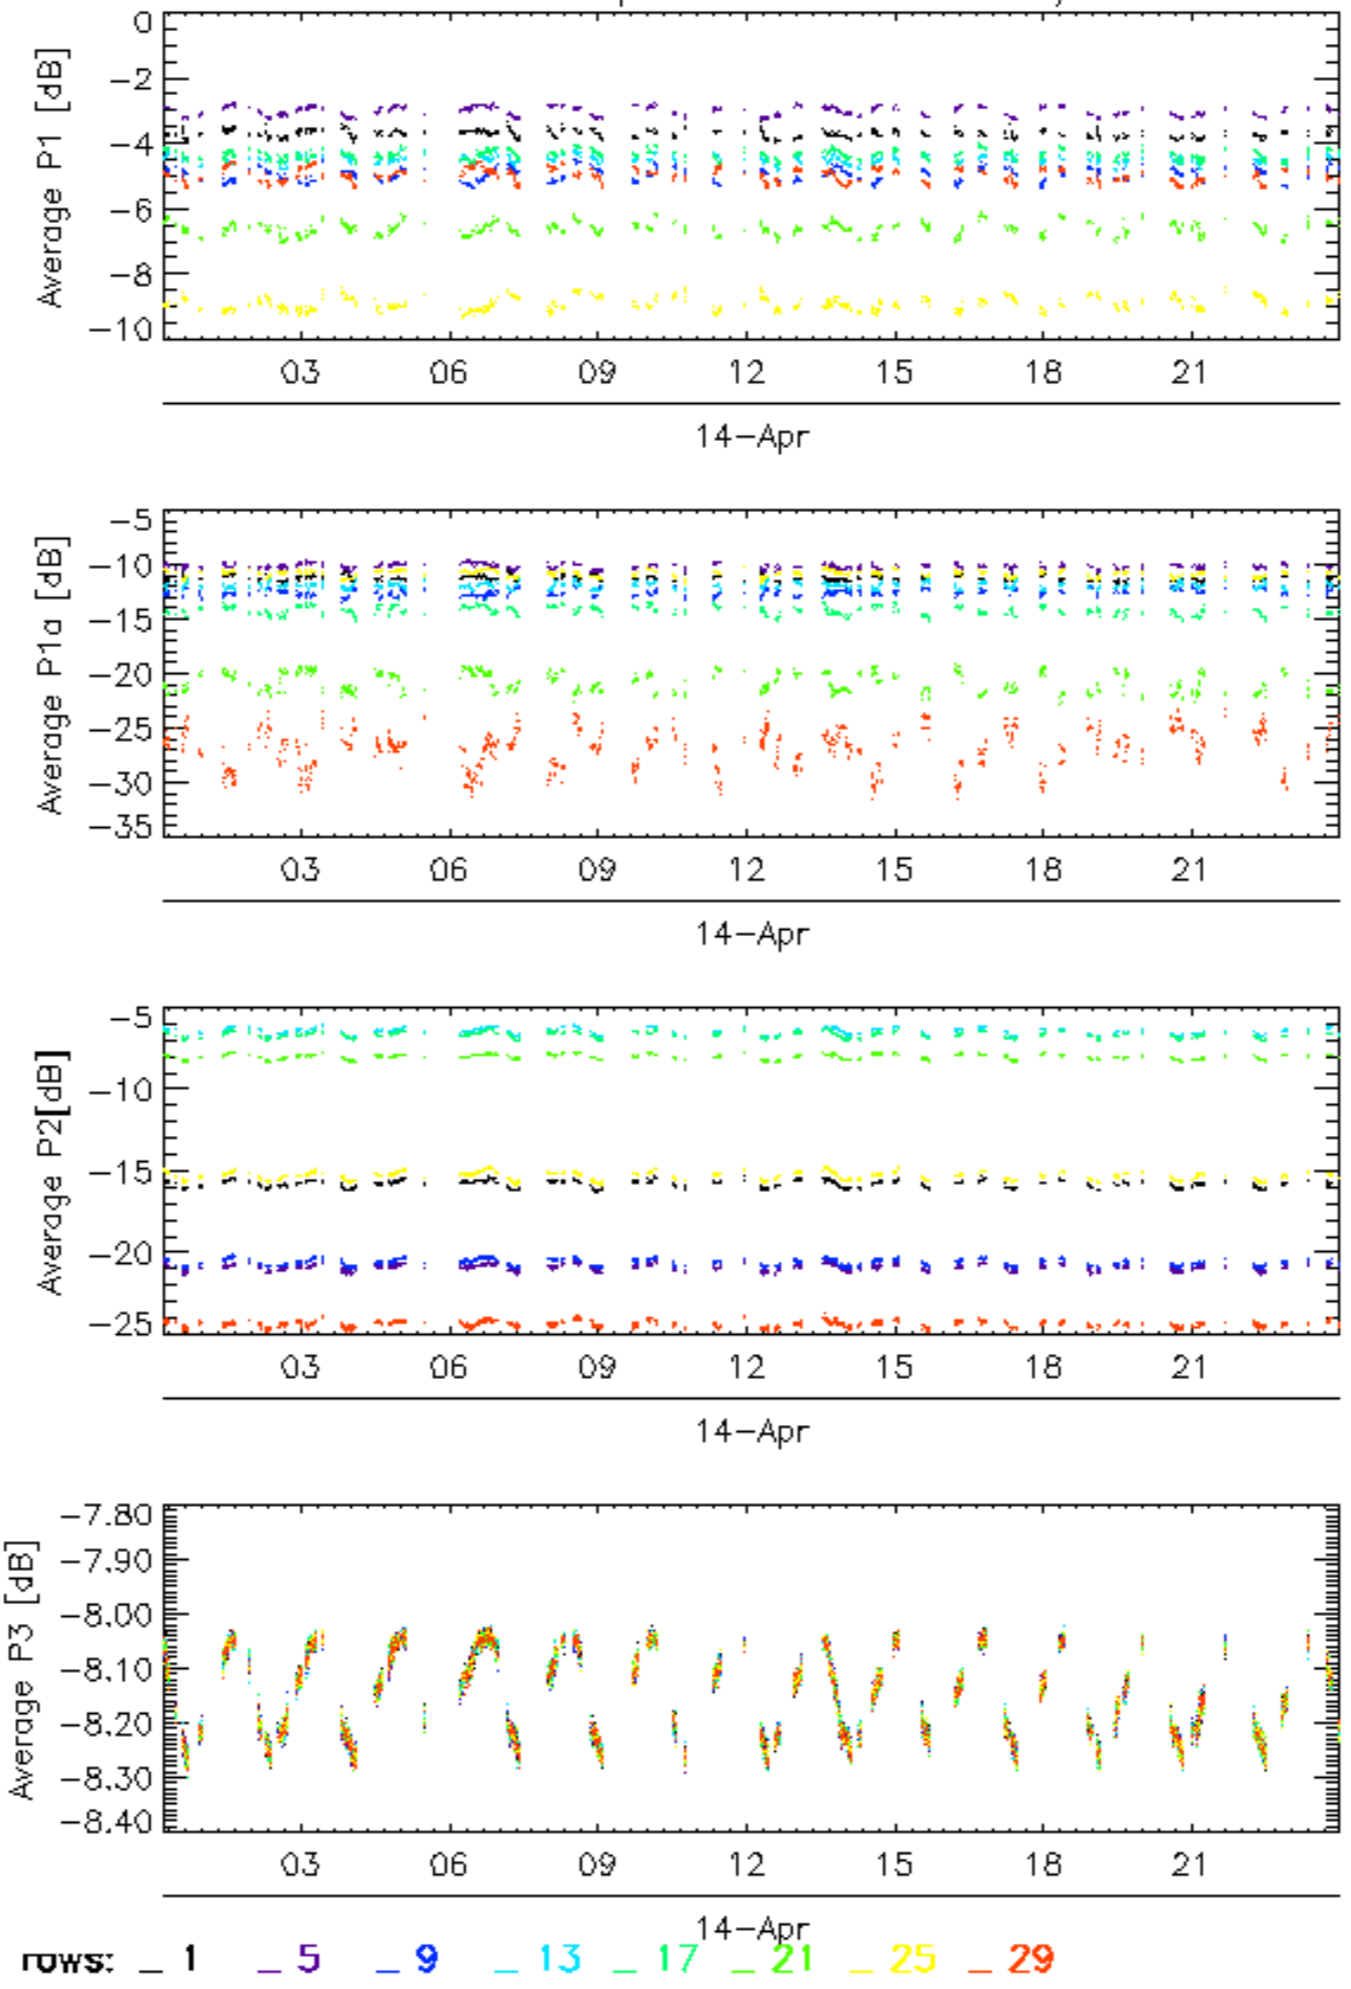 0
−2
−4
−6
−8
−10
Average P1 [dB]
03 06 09 12 15 18 21
14−Apr
−5
−10
−15
−20
−25
−30
−35
Average P1a [dB]
03 06 09 12 15 18 21
14−Apr
−5
−10
−15
−20
−25
Average P2[dB]
03 06 09 12 15 18 21
14−Apr
−7.80
−7.90
−8.00
−8.10
−8.20
−8.30
−8.40
Average P3 [dB]
03 06 09 12 15 18 21
14−Apr
rows: _ 1 _ 5 _ 9 _ 13 _ 17 _ 21 _ 25 _ 29